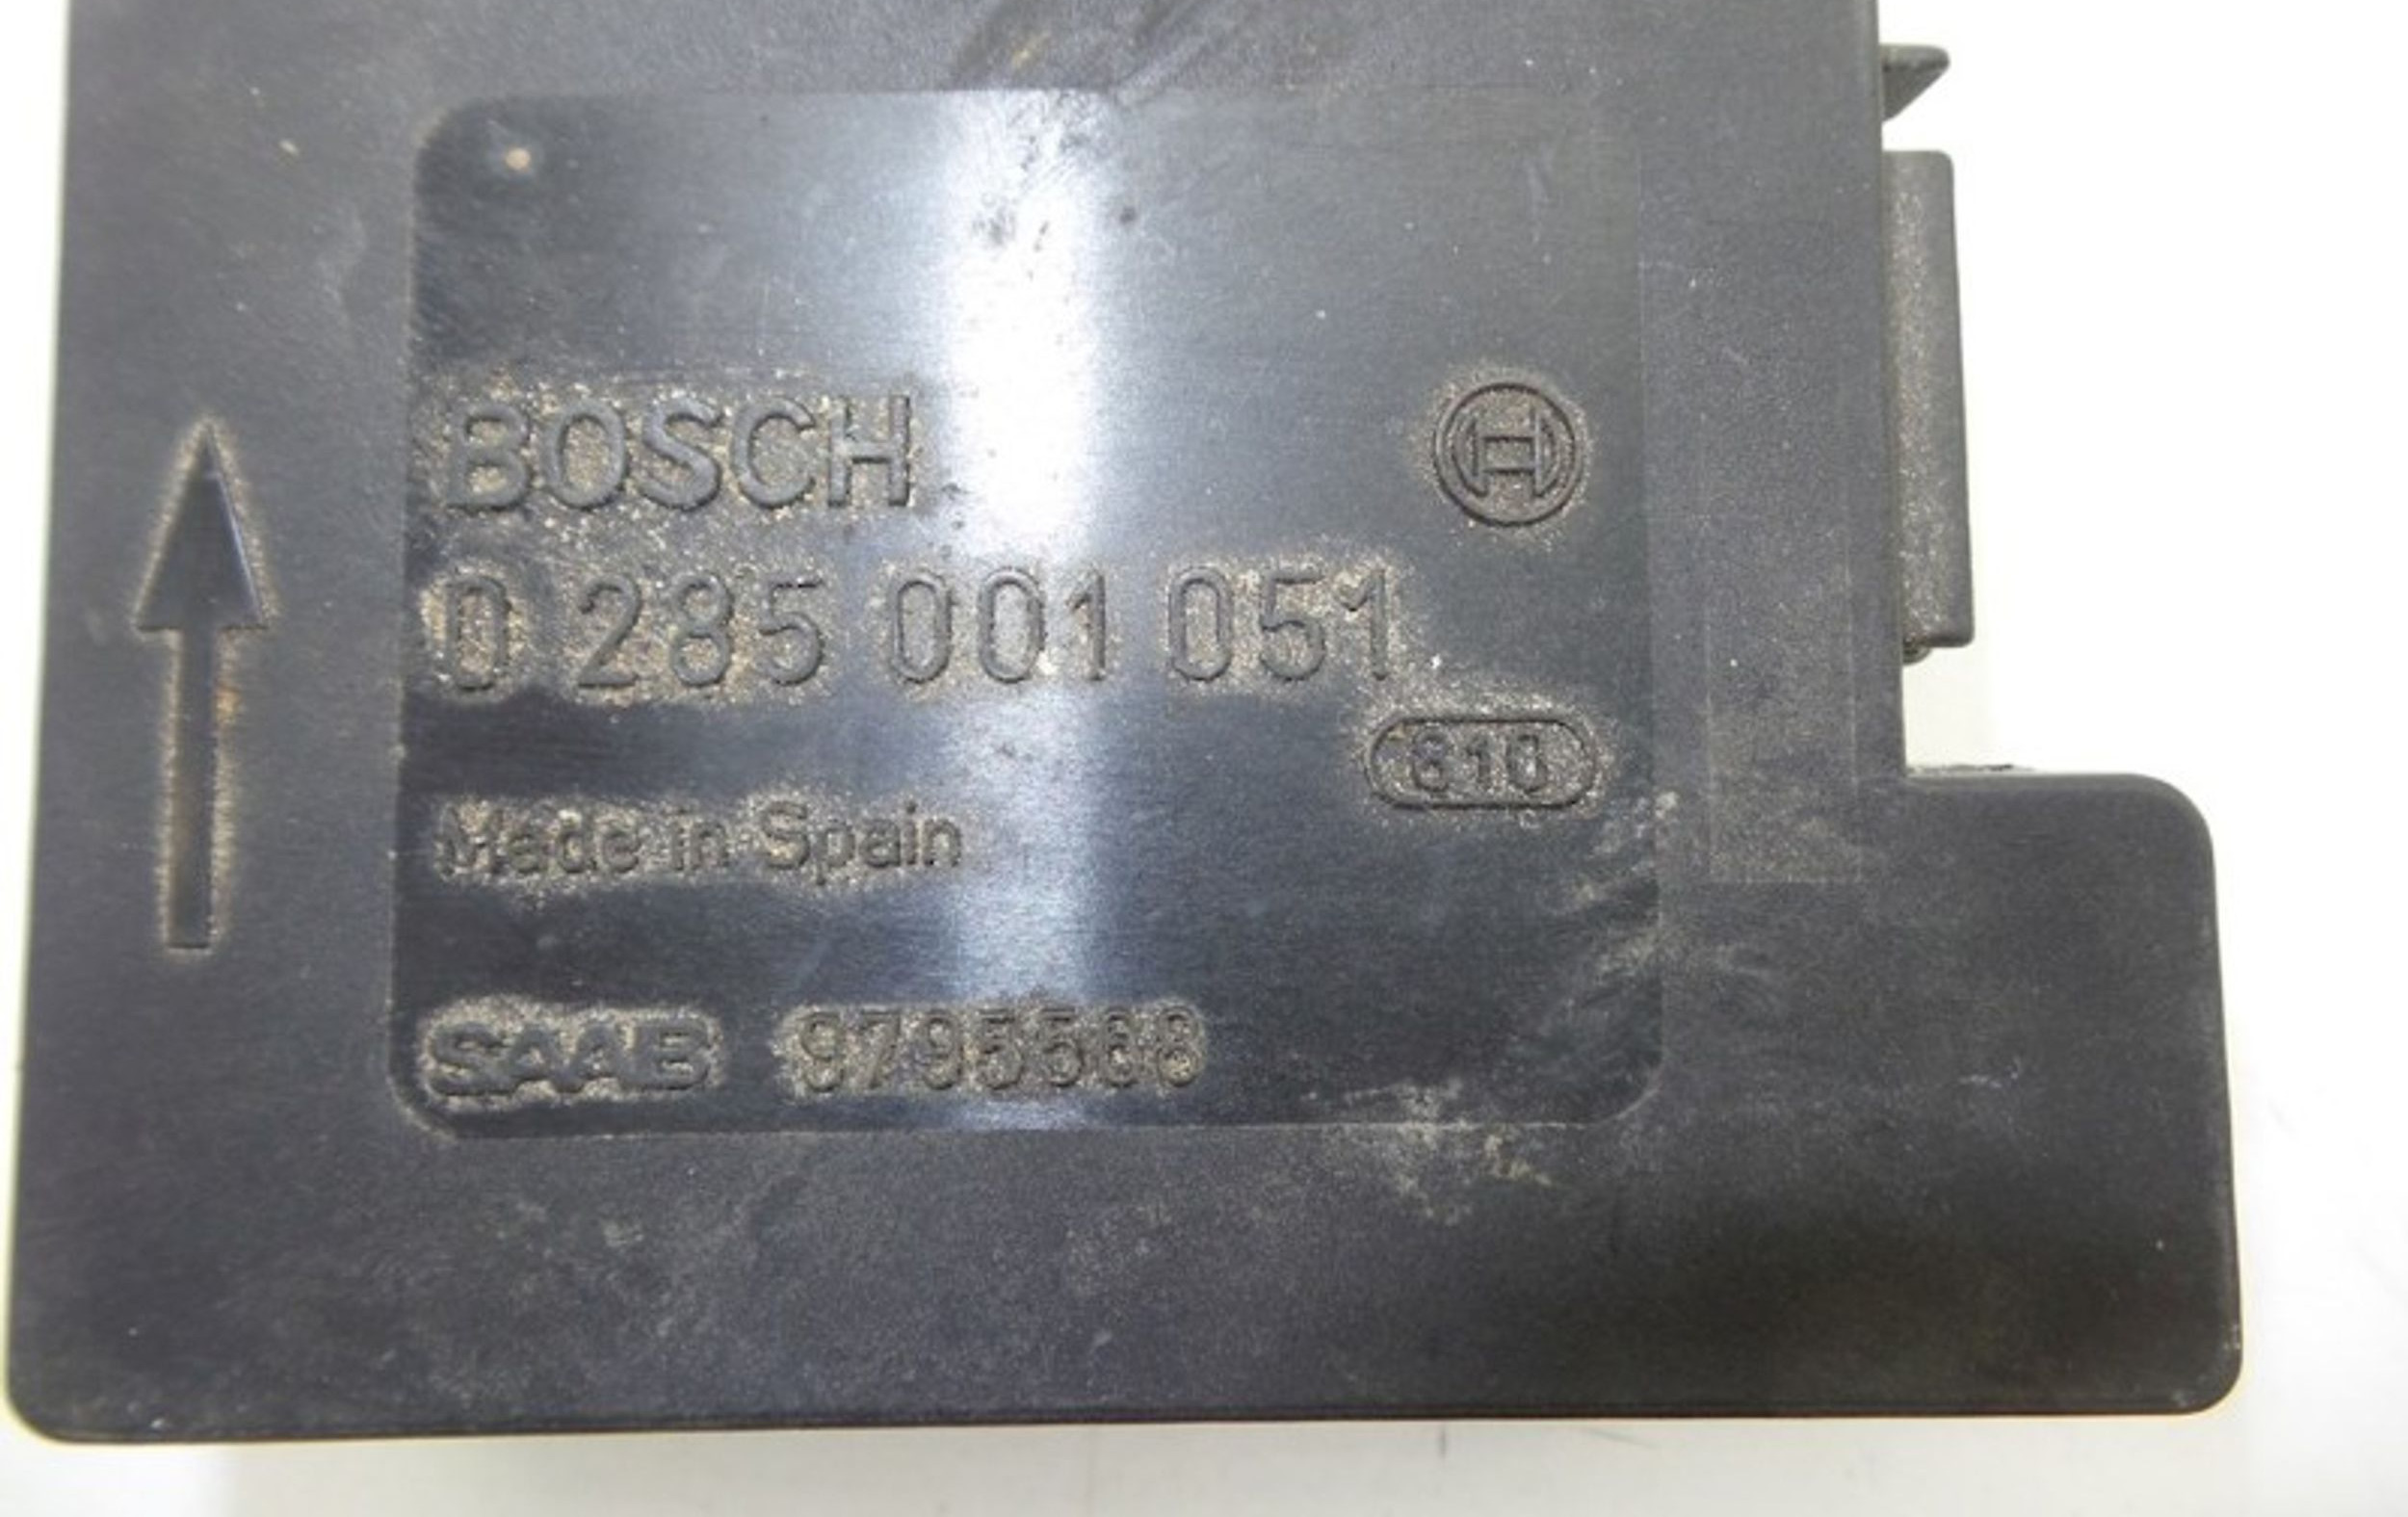 BOSCH
0 285 001 051
810
Made in Spain
SAAB 9795568